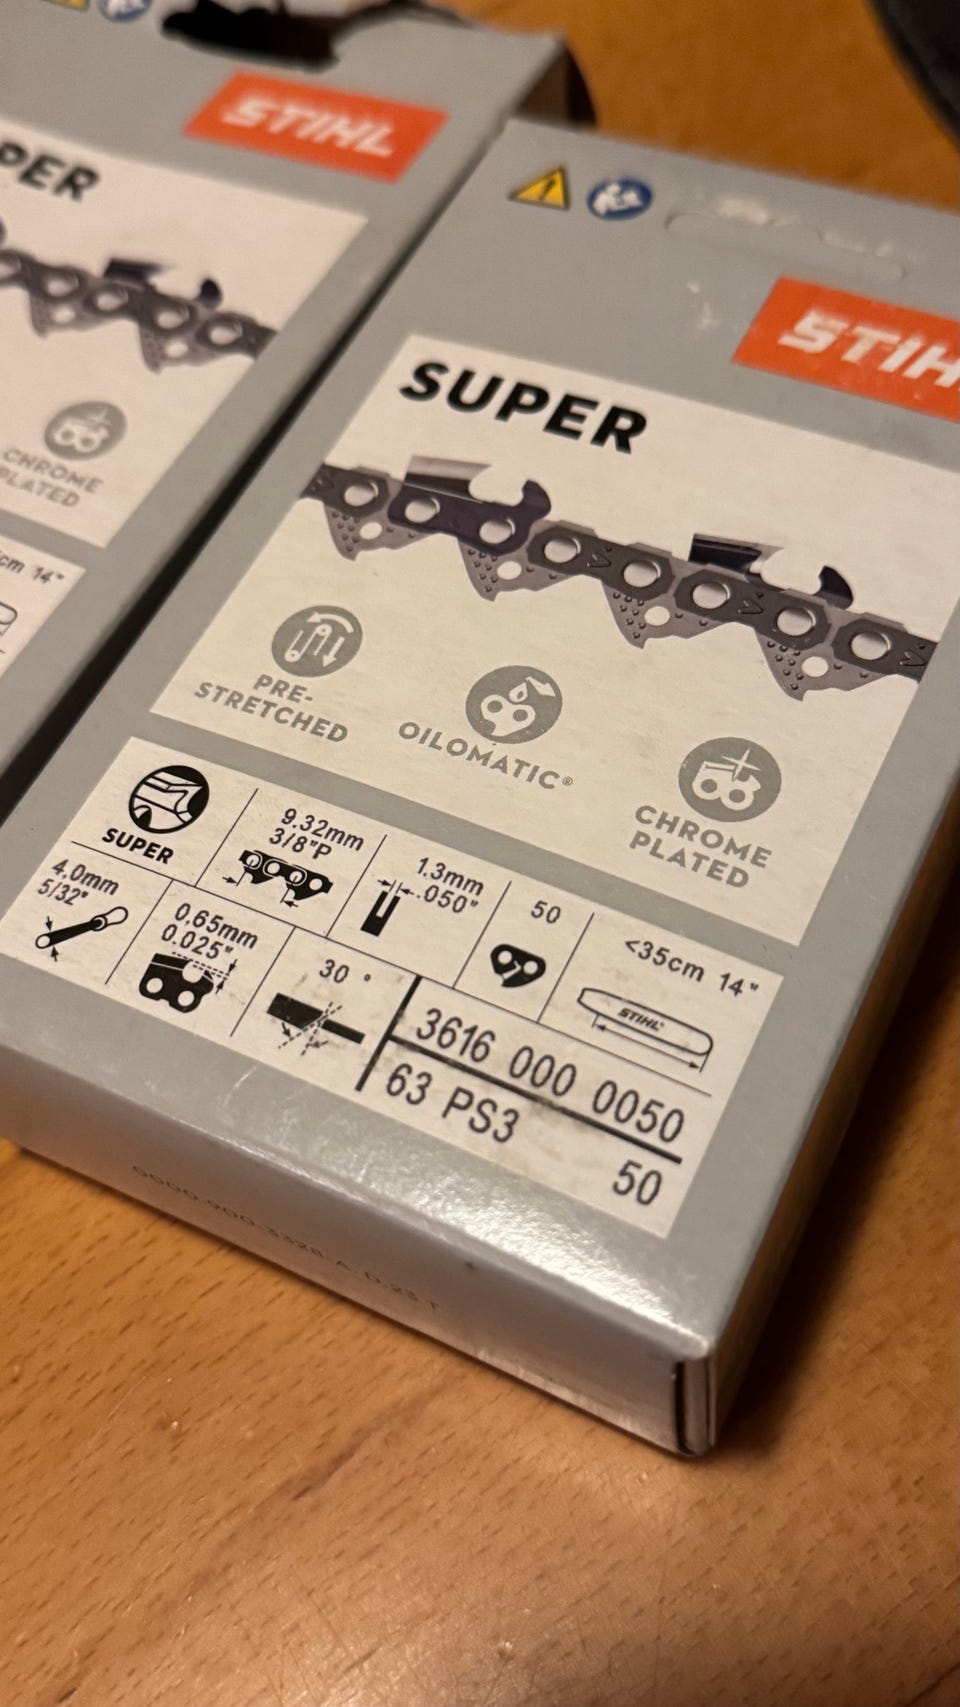 STIHL
PER
CHROME
PLATED
cm 14"
STIH
SUPER
PRE-
STRETCHED
OILOMATIC®
CHROME
PLATED
SUPER
9.32mm
3/8"P
1.3mm
.050"
50
<35cm 14"
STIHL
4,0mm
5/32"
0.65mm
0.025"
30 °
3616 000 0050
63 PS3
50